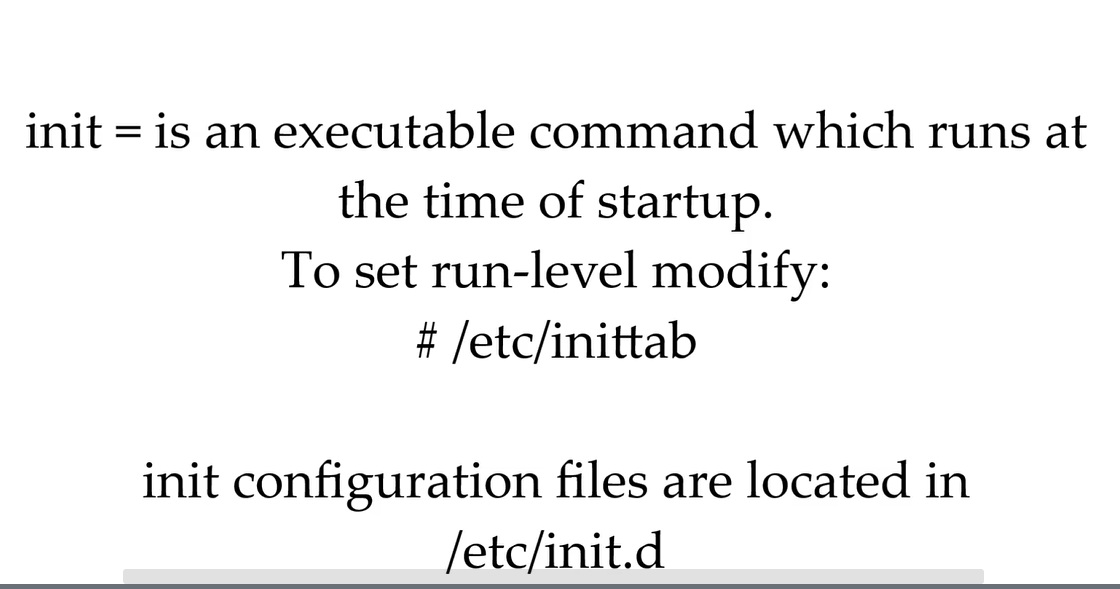 init = is an executable command which runs at
the time of startup.
To set run-level modify:
# /etc/inittab
init configuration files are located in
/etc/init.d